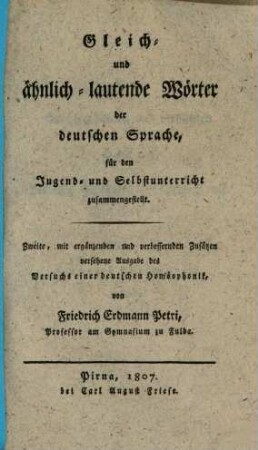 Gleich-
und
ähnlich-lautende Wörter
der
deutschen Sprache,
für den
Jugend- und Selbstunterricht
zusammengestellt.
Zweite, mit ergänzenden und verbessernden Zusätzen
versehene Ausgabe des
Versuchs einer deutschen Homöophonik,
von
Friedrich Erdmann Petri,
Professor am Gymnasium zu Fulda.
Pirna, 1807.
bei Carl August Friese.